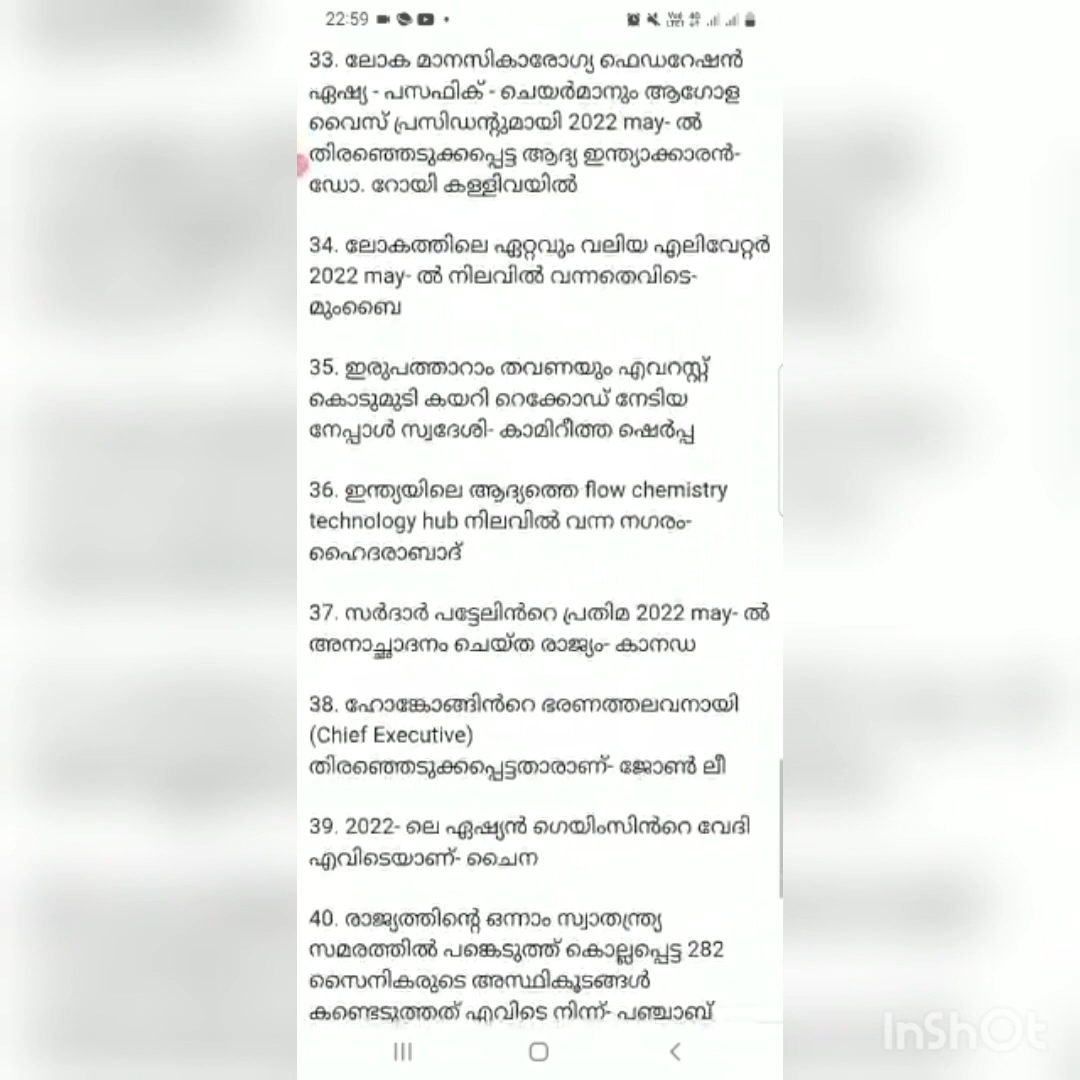 22:59
33. ലോക മാനസികാരോഗ്യ ഫെഡറേഷൻ
ഏഷ്യ - പസഫിക് - ചെയർമാനും ആഗോള
വൈസ് പ്രസിഡന്റുമായി 2022 may- ൽ
തിരഞ്ഞെടുക്കപ്പെട്ട ആദ്യ ഇന്ത്യാക്കാരൻ-
ഡോ. റോയി കള്ളിവയിൽ
34. ലോകത്തിലെ ഏറ്റവും വലിയ എലിവേറ്റർ
2022 may- ൽ നിലവിൽ വന്നതെവിടെ-
മുംബൈ
35. ഇരുപത്താറാം തവണയും എവറസ്റ്റ്
കൊടുമുടി കയറി റെക്കോഡ് നേടിയ
നേപ്പാൾ സ്വദേശി- കാമിറീത്ത ഷെർപ്പ
36. ഇന്ത്യയിലെ ആദ്യത്തെ flow chemistry
technology hub നിലവിൽ വന്ന നഗരം-
ഹൈദരാബാദ്
37. സർദാർ പട്ടേലിൻറെ പ്രതിമ 2022 may- ൽ
അനാച്ഛാദനം ചെയ്ത രാജ്യം- കാനഡ
38. ഹോങ്കോങ്ങിൻറെ ഭരണത്തലവനായി
(Chief Executive)
തിരഞ്ഞെടുക്കപ്പെട്ടതാരാണ്- ജോൺ ലീ
39. 2022- ലെ ഏഷ്യൻ ഗെയിംസിൻറെ വേദി
എവിടെയാണ്- ചൈന
40. രാജ്യത്തിന്റെ ഒന്നാം സ്വാതന്ത്ര്യ
സമരത്തിൽ പങ്കെടുത്ത് കൊല്ലപ്പെട്ട 282
സൈനികരുടെ അസ്ഥികൂടങ്ങൾ
കണ്ടെടുത്തത് എവിടെ നിന്ന്- പഞ്ചാബ്
InShOt